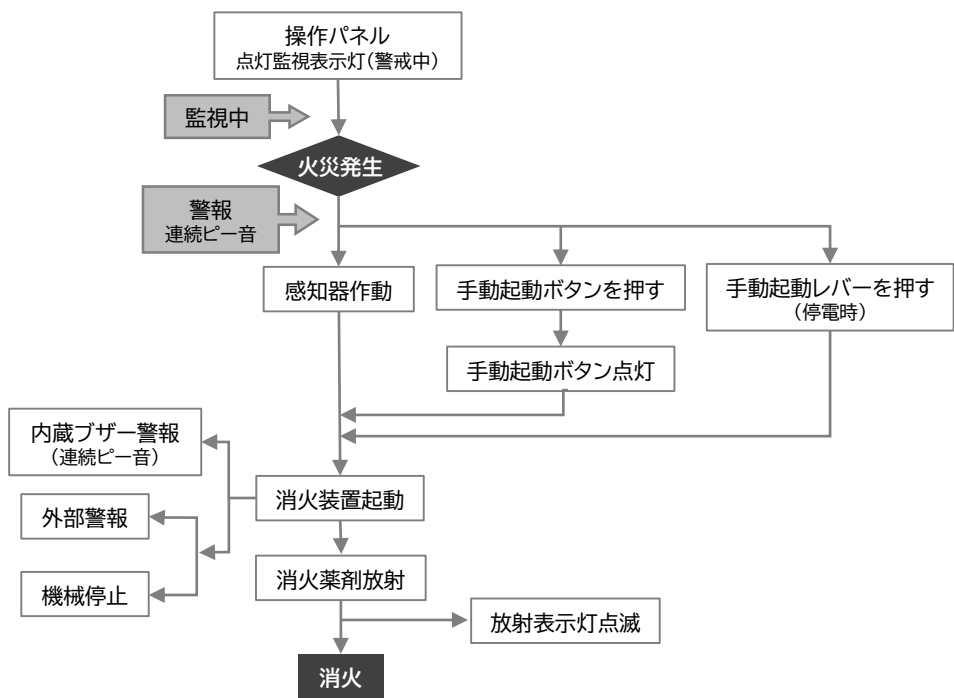 操作パネル
点灯監視表示灯(警戒中)
監視中
火災発生
警報
連続ピー音
感知器作動
手動起動ボタンを押す
手動起動レバーを押す
(停電時)
手動起動ボタン点灯
内蔵ブザー警報
(連続ピー音)
消火装置起動
外部警報
消火薬剤放射
機械停止
放射表示灯点滅
消火